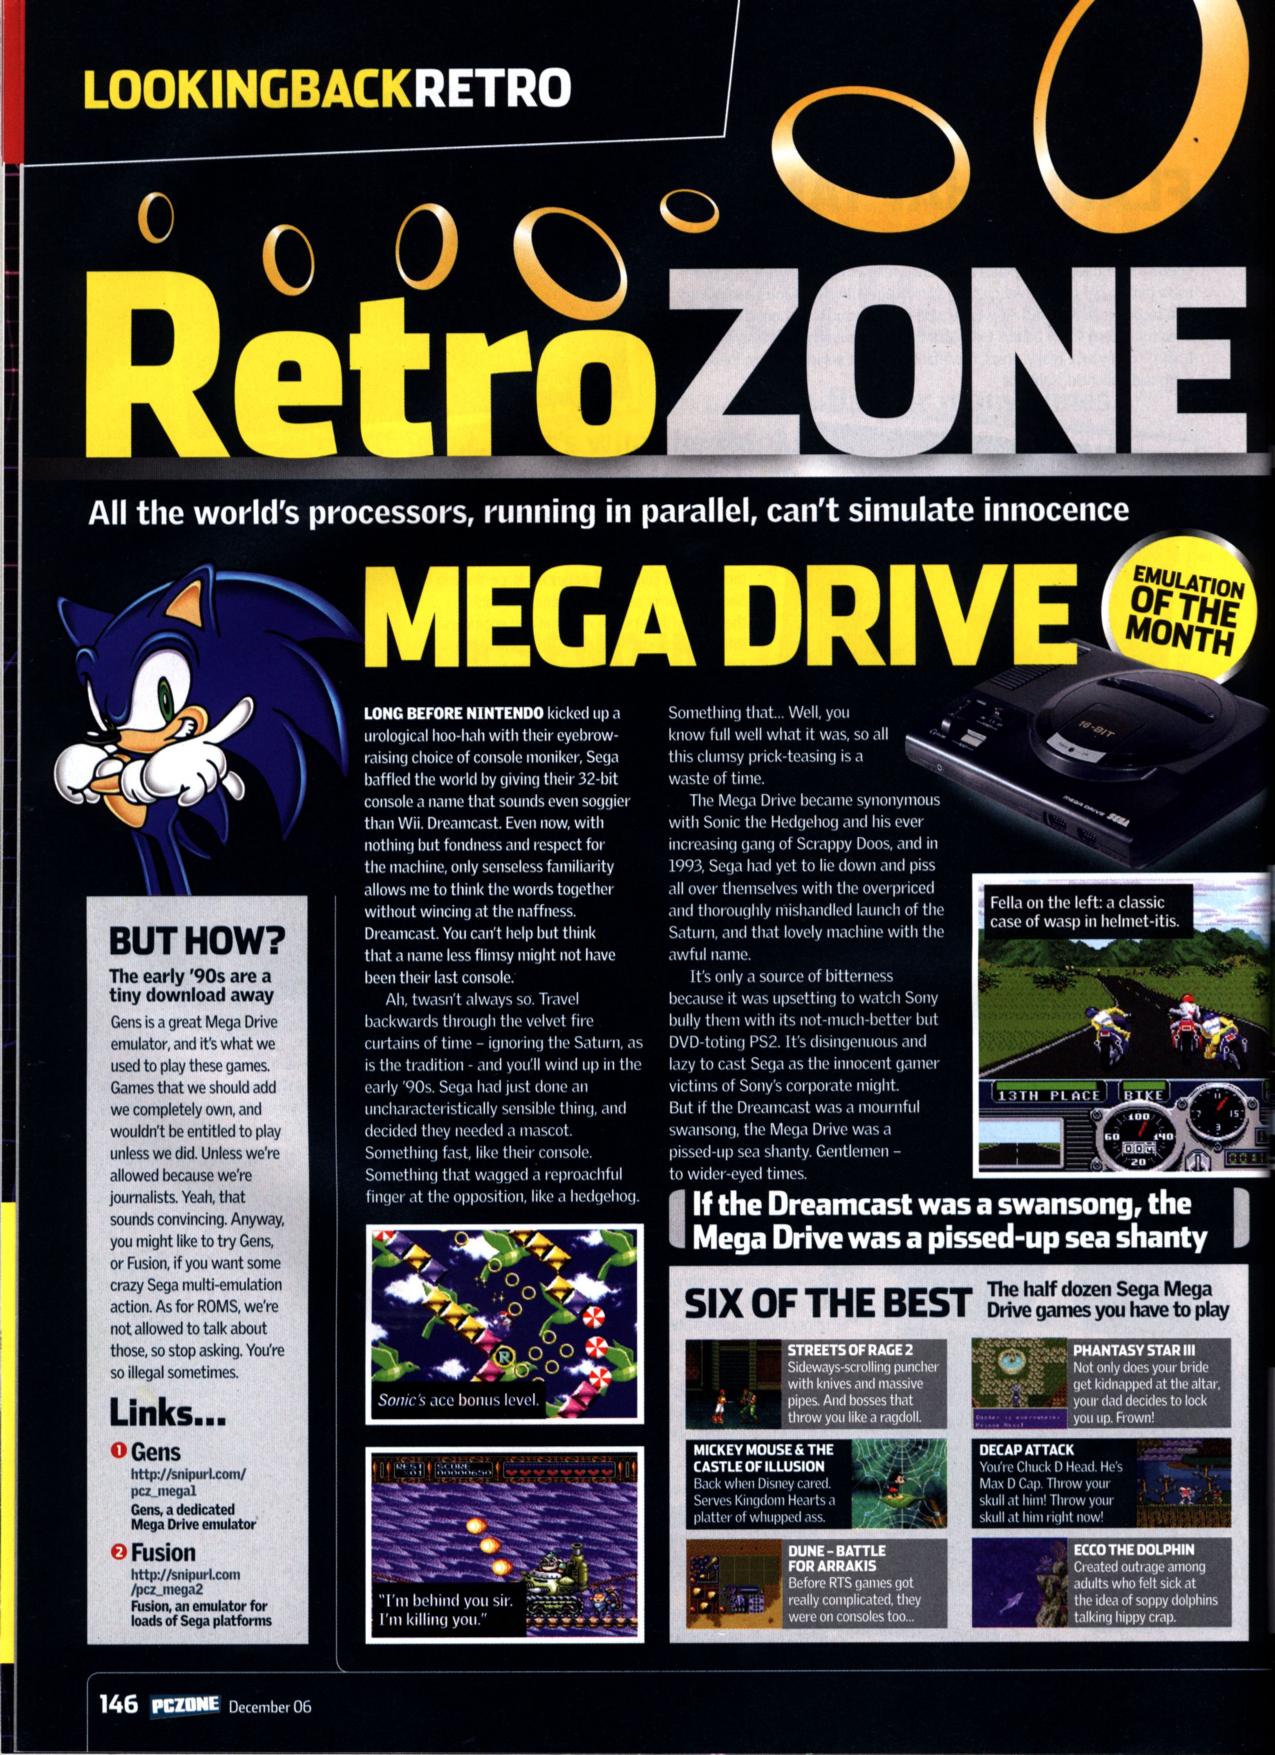 LOOKINGBACKRETRO
RetroZONE
All the world's processors, running in parallel, can't simulate innocence
MEGA DRIVE
EMULATION
OF THE
MONTH
16-BIT
MEGA DRIVE SEGA
LONG BEFORE NINTENDO kicked up a
urological hoo-hah with their eyebrow-
raising choice of console moniker, Sega
baffled the world by giving their 32-bit
console a name that sounds even soggier
than Wii. Dreamcast. Even now, with
nothing but fondness and respect for
the machine, only senseless familiarity
allows me to think the words together
without wincing at the naffness.
Dreamcast. You can't help but think
that a name less flimsy might not have
been their last console.
Ah, twasn't always so. Travel
backwards through the velvet fire
curtains of time – ignoring the Saturn, as
is the tradition - and you'll wind up in the
early '90s. Sega had just done an
uncharacteristically sensible thing, and
decided they needed a mascot.
Something fast, like their console.
Something that wagged a reproachful
finger at the opposition, like a hedgehog.
Something that... Well, you
know full well what it was, so all
this clumsy prick-teasing is a
waste of time.
The Mega Drive became synonymous
with Sonic the Hedgehog and his ever
increasing gang of Scrappy Doos, and in
1993, Sega had yet to lie down and piss
all over themselves with the overpriced
and thoroughly mishandled launch of the
Saturn, and that lovely machine with the
awful name.
It's only a source of bitterness
because it was upsetting to watch Sony
bully them with its not-much-better but
DVD-toting PS2. It's disingenuous and
lazy to cast Sega as the innocent gamer
victims of Sony's corporate might.
But if the Dreamcast was a mournful
swansong, the Mega Drive was a
pissed-up sea shanty. Gentlemen –
to wider-eyed times.
Fella on the left: a classic
case of wasp in helmet-itis.
13TH PLACE BIKE
BUT HOW?
The early '90s are a
tiny download away
Gens is a great Mega Drive
emulator, and it's what we
used to play these games.
Games that we should add
we completely own, and
wouldn't be entitled to play
unless we did. Unless we're
allowed because we're
journalists. Yeah, that
sounds convincing. Anyway,
you might like to try Gens,
or Fusion, if you want some
crazy Sega multi-emulation
action. As for ROMS, we're
not allowed to talk about
those, so stop asking. You're
so illegal sometimes.
Links...
1 Gens
http://snipurl.com/
pcz_mega1
Gens, a dedicated
Mega Drive emulator
2 Fusion
http://snipurl.com
/pcz_mega2
Fusion, an emulator for
loads of Sega platforms
Sonic's ace bonus level.
SCORE
"I'm behind you sir.
I'm killing you."
If the Dreamcast was a swansong, the
Mega Drive was a pissed-up sea shanty
SIX OF THE BEST
The half dozen Sega Mega
Drive games you have to play
STREETS OF RAGE 2
Sideways-scrolling puncher
with knives and massive
pipes. And bosses that
throw you like a ragdoll.
PHANTASY STAR III
Not only does your bride
get kidnapped at the altar,
your dad decides to lock
you up. Frown!
MICKEY MOUSE & THE
CASTLE OF ILLUSION
Back when Disney cared.
Serves Kingdom Hearts a
platter of whupped ass.
DECAP ATTACK
You're Chuck D Head. He's
Max D Cap. Throw your
skull at him! Throw your
skull at him right now!
DUNE – BATTLE
FOR ARRAKIS
Before RTS games got
really complicated, they
were on consoles too...
ECCO THE DOLPHIN
Created outrage among
adults who felt sick at
the idea of soppy dolphins
talking hippy crap.
146 PCZONE December 06